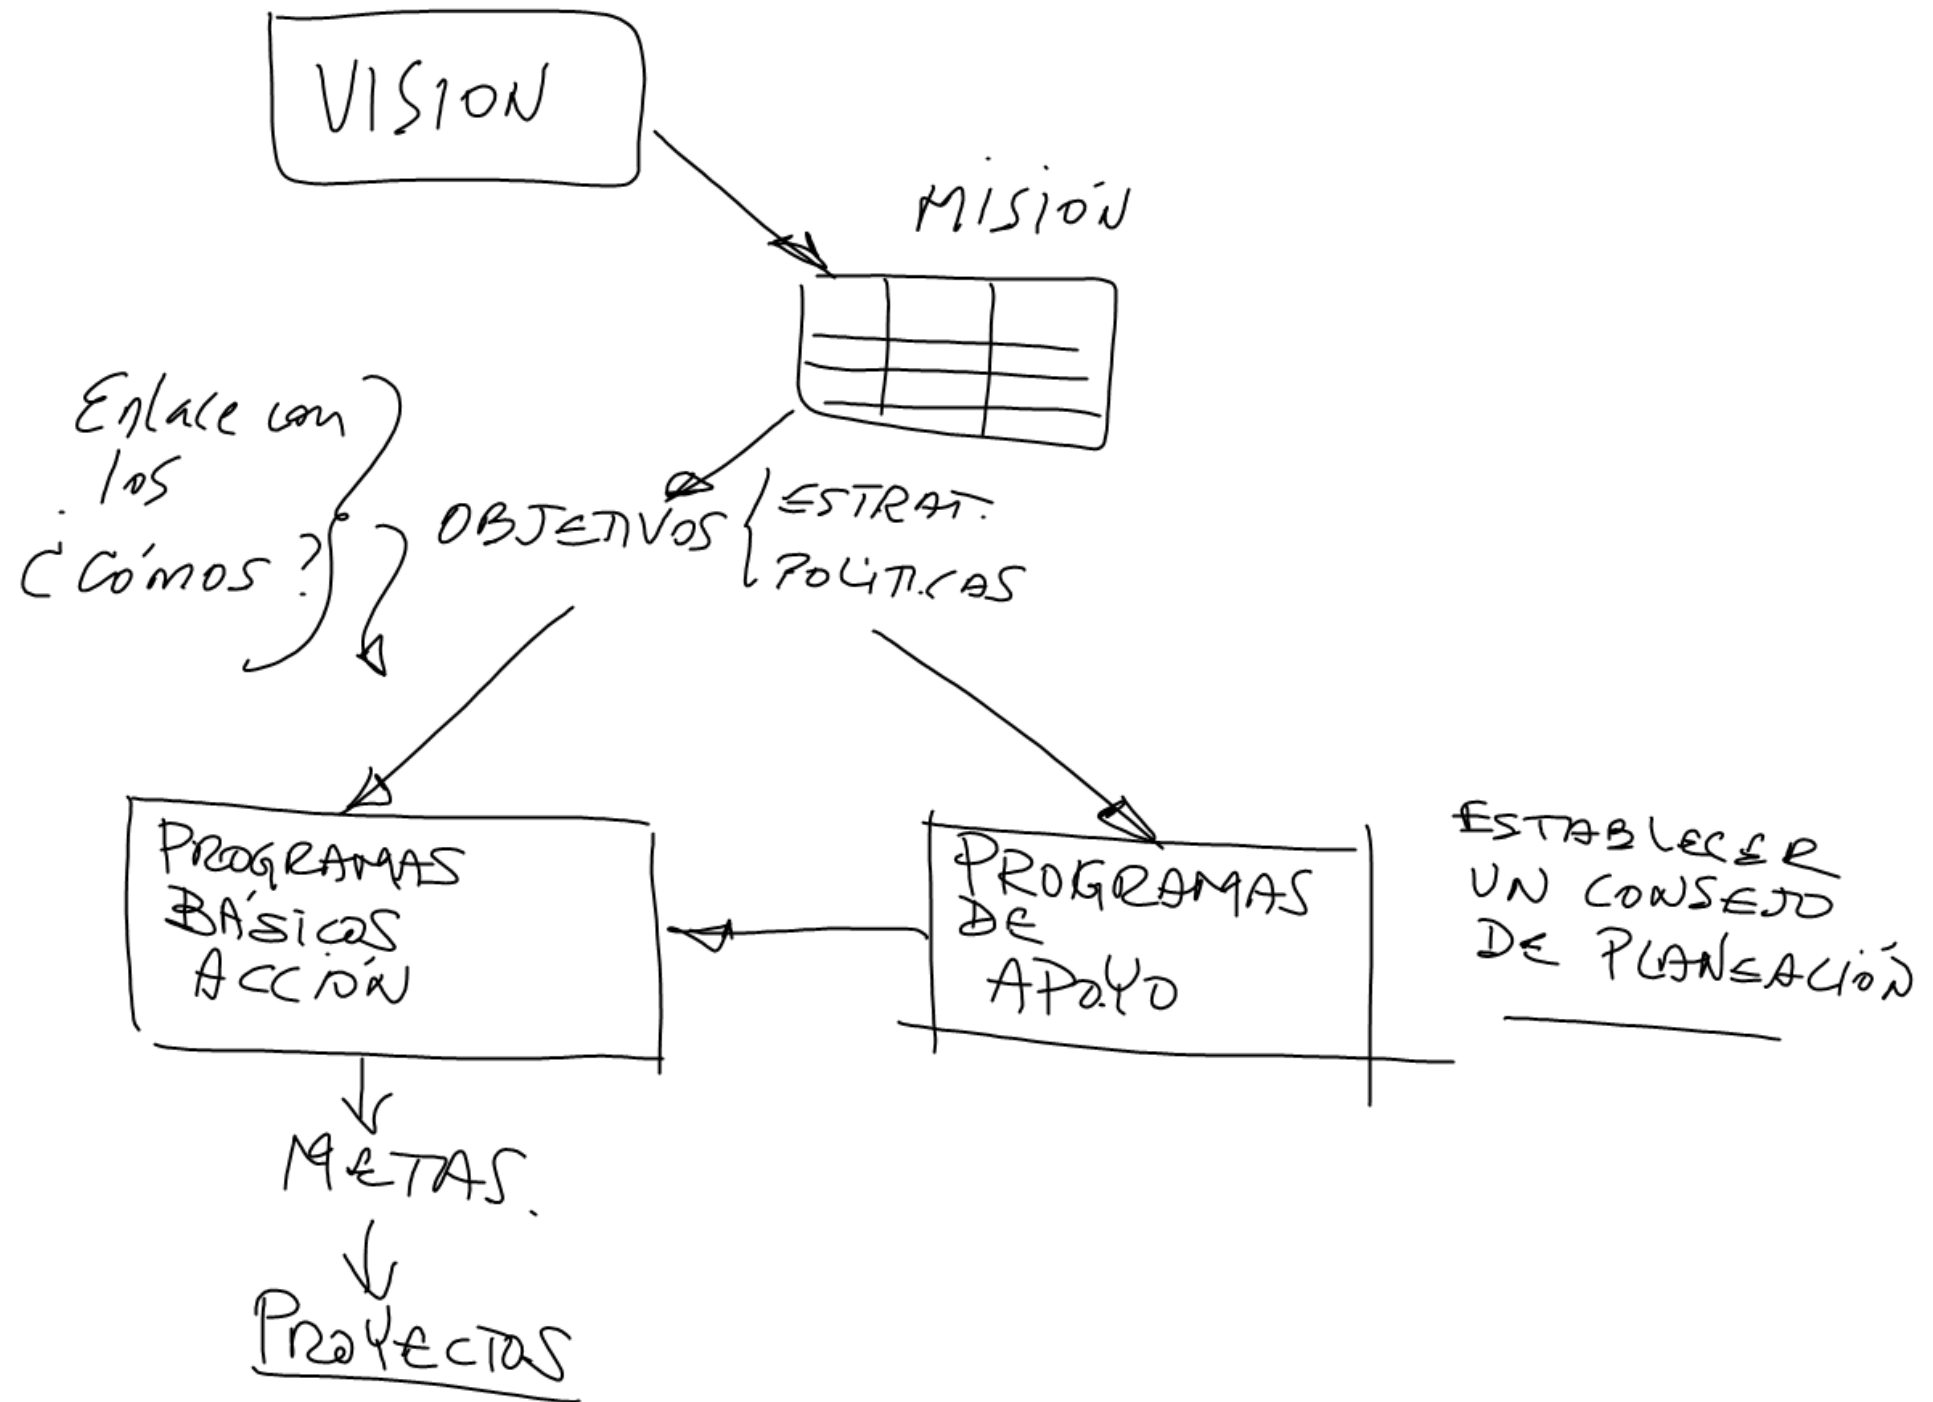 VISION
MISIÓN
Enlace con
los
¿Cómos?
OBJETIVOS
ESTRAT.
POLITICAS
PROGRAMAS
BÁSICOS
ACCIÓN
PROGRAMAS
DE
APOYO
ESTABLECER
UN CONSEJO
DE PLANEACIÓN
METAS.
PROYECTOS